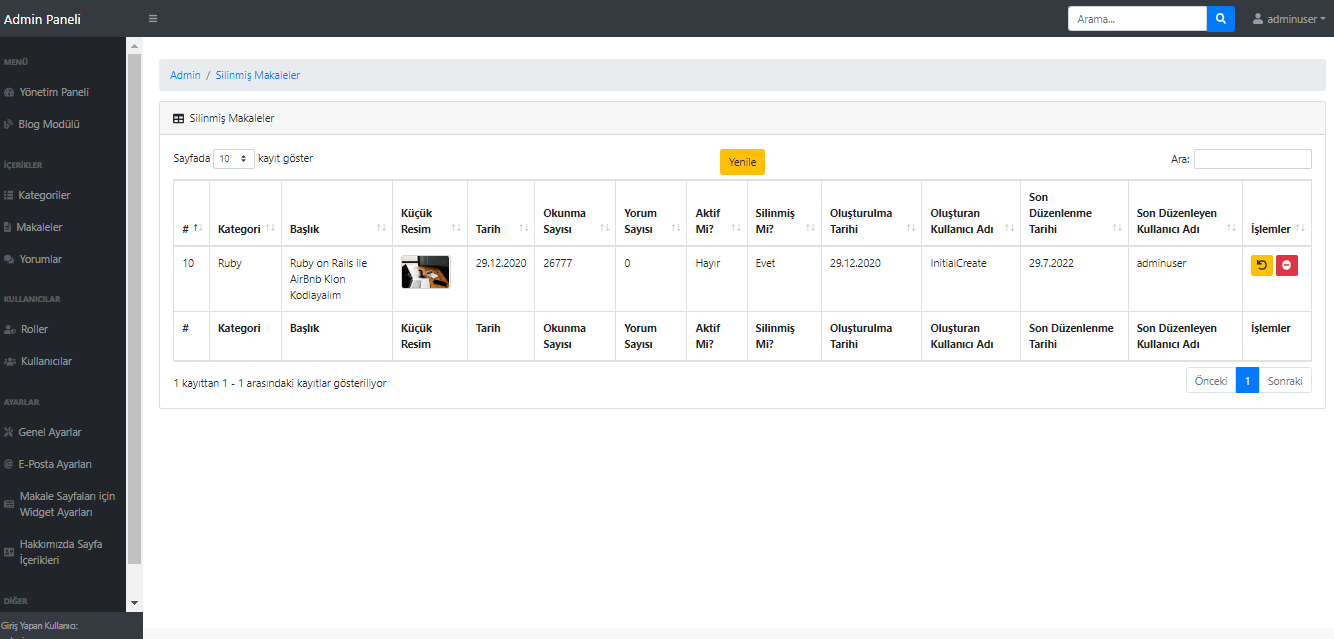 Admin Paneli
Arama...
adminuser
MENÜ
Yönetim Paneli
Blog Modülü
İÇERİKLER
Kategoriler
Makaleler
Yorumlar
KULLANICILAR
Roller
Kullanıcılar
AYARLAR
Genel Ayarlar
E-Posta Ayarları
Makale Sayfaları için
Widget Ayarları
Hakkımızda Sayfa
İçerikleri
DİĞER
Giriş Yapan Kullanıcı:
Admin / Silinmiş Makaleler
Silinmiş Makaleler
Sayfada 10 kayıt göster
Yenile
Ara:
# Kategori Başlık Küçük Resim Tarih Okunma Sayısı Yorum Sayısı Aktif Mi? Silinmiş Mi? Oluşturulma Tarihi Oluşturan Kullanıcı Adı Son Düzenlenme Tarihi Son Düzenleyen Kullanıcı Adı İşlemler
10 Ruby Ruby on Rails ile AirBnb Klon Kodlayalım 29.12.2020 26777 0 Hayır Evet 29.12.2020 InitialCreate 29.7.2022 adminuser
# Kategori Başlık Küçük Resim Tarih Okunma Sayısı Yorum Sayısı Aktif Mi? Silinmiş Mi? Oluşturulma Tarihi Oluşturan Kullanıcı Adı Son Düzenlenme Tarihi Son Düzenleyen Kullanıcı Adı İşlemler
1 kayıttan 1 - 1 arasındaki kayıtlar gösteriliyor
Önceki 1 Sonraki